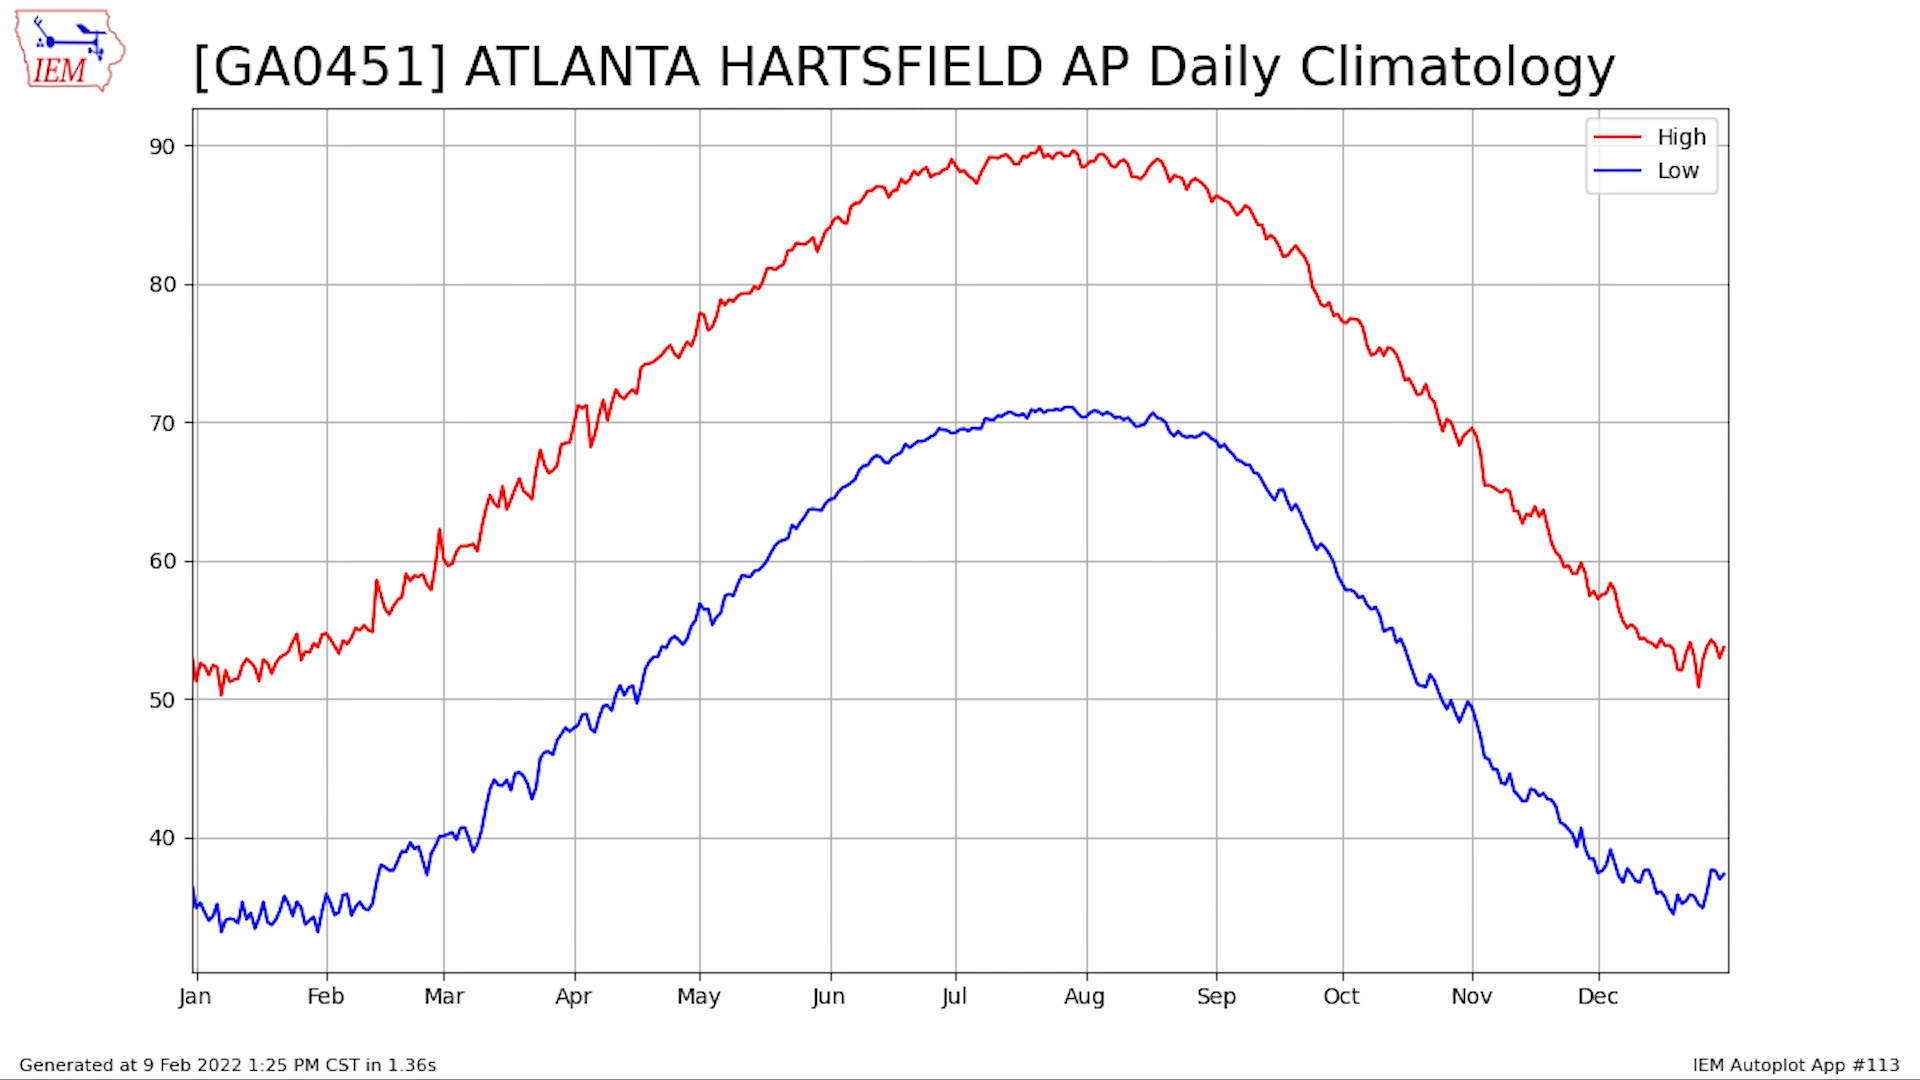 IEM
[GA0451] ATLANTA HARTSFIELD AP Daily Climatology
High
Low
90
80
70
60
50
40
Jan Feb Mar Apr May Jun Jul Aug Sep Oct Nov Dec
Generated at 9 Feb 2022 1:25 PM CST in 1.36s
IEM Autoplot App #113